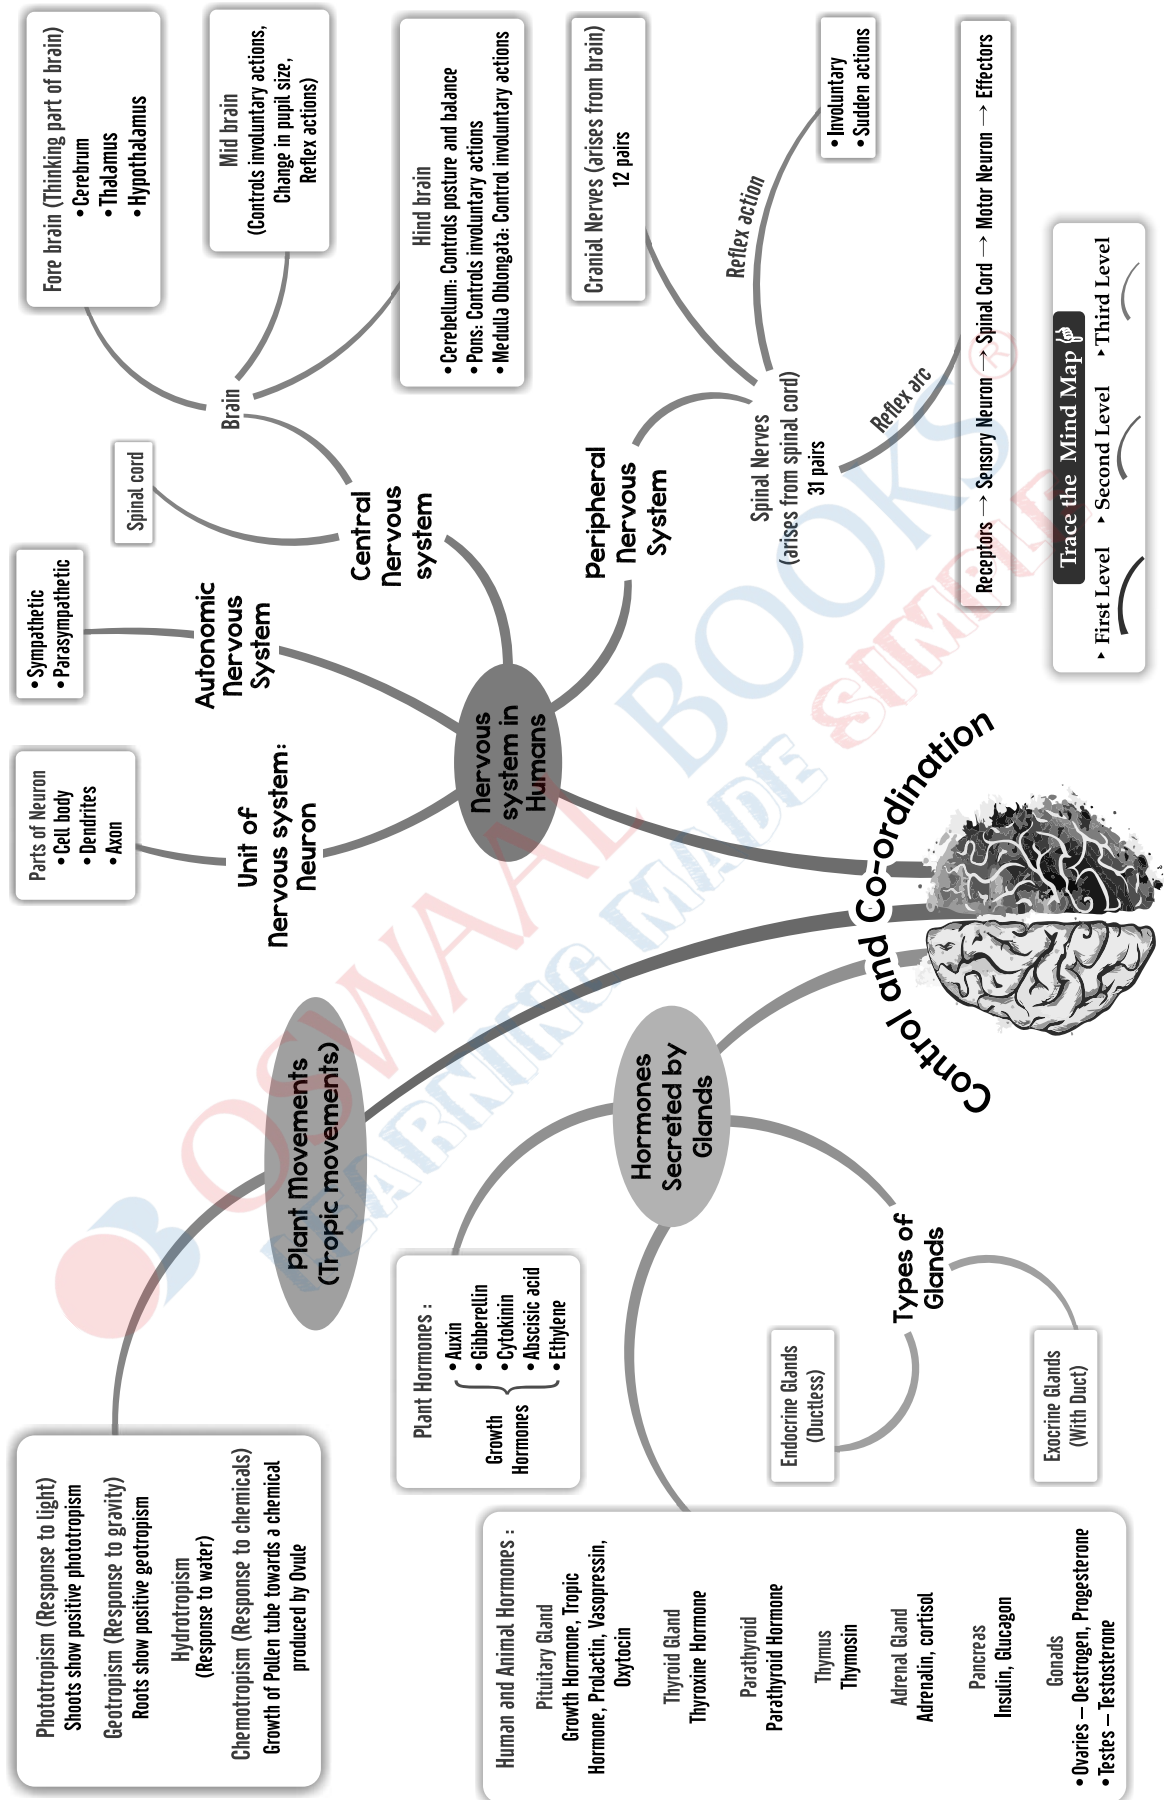 Control and Co-ordination
Nervous
system in
Humans
Unit of
Nervous system:
Neuron
Parts of Neuron
• Cell body
• Dendrites
• Axon
Autonomic
Nervous
System
• Sympathetic
• Parasympathetic
Central
Nervous
system
Spinal cord
Brain
Fore brain (Thinking part of brain)
• Cerebrum
• Thalamus
• Hypothalamus
Mid brain
(Controls involuntary actions,
Change in pupil size,
Reflex actions)
Hind brain
• Cerebellum: Controls posture and balance
• Pons: Controls involuntary actions
• Medulla Oblongata: Control involuntary actions
Peripheral
Nervous
System
Cranial Nerves (arises from brain)
12 pairs
Spinal Nerves
(arises from spinal cord)
31 pairs
Reflex action
• Involuntary
• Sudden actions
Reflex arc
Receptors → Sensory Neuron → Spinal Cord → Motor Neuron → Effectors
Trace the Mind Map
▸ First Level ▸ Second Level ▸ Third Level
Plant Movements
(Tropic movements)
Phototropism (Response to light)
Shoots show positive phototropism
Geotropism (Response to gravity)
Roots show positive geotropism
Hydrotropism
(Response to water)
Chemotropism (Response to chemicals)
Growth of Pollen tube towards a chemical
produced by Ovule
Hormones
Secreted by
Glands
Plant Hormones :
Growth
Hormones
• Auxin
• Gibberellin
• Cytokinin
• Abscisic acid
• Ethylene
Types of
Glands
Endocrine Glands
(Ductless)
Exocrine Glands
(With Duct)
Human and Animal Hormones :
Pituitary Gland
Growth Hormone, Tropic
Hormone, Prolactin, Vasopressin,
Oxytocin
Thyroid Gland
Thyroxine Hormone
Parathyroid
Parathyroid Hormone
Thymus
Thymosin
Adrenal Gland
Adrenalin, cortisol
Pancreas
Insulin, Glucagon
Gonads
• Ovaries – Oestrogen, Progesterone
• Testes – Testosterone
OSWAAL BOOKS®
LEARNING MADE SIMPLE